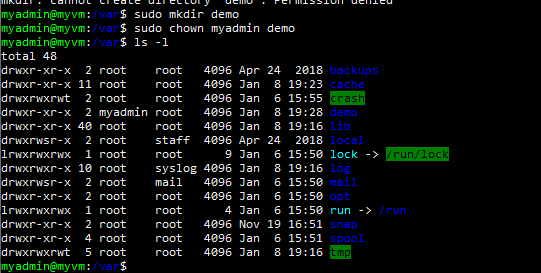 mkdir: cannot create directory 'demo': Permission denied
myadmin@myvm:/var$ sudo mkdir demo
myadmin@myvm:/var$ sudo chown myadmin demo
myadmin@myvm:/var$ ls -l
total 48
drwxr-xr-x  2 root    root   4096 Apr 24  2018 backups
drwxr-xr-x 11 root    root   4096 Jan  8 19:23 cache
drwxrwxrwt  2 root    root   4096 Jan  6 15:55 crash
drwxr-xr-x  2 myadmin root   4096 Jan  8 19:28 demo
drwxr-xr-x 40 root    root   4096 Jan  8 19:16 lib
drwxrwsr-x  2 root    staff  4096 Apr 24  2018 local
lrwxrwxrwx  1 root    root      9 Jan  6 15:50 lock -> /run/lock
drwxrwxr-x 10 root    syslog 4096 Jan  8 19:16 log
drwxrwsr-x  2 root    mail   4096 Jan  6 15:50 mail
drwxr-xr-x  2 root    root   4096 Jan  6 15:50 opt
lrwxrwxrwx  1 root    root      4 Jan  6 15:50 run -> /run
drwxr-xr-x  2 root    root   4096 Nov 19 16:51 snap
drwxr-xr-x  4 root    root   4096 Jan  6 15:51 spool
drwxrwxrwt  5 root    root   4096 Jan  8 19:16 tmp
myadmin@myvm:/var$